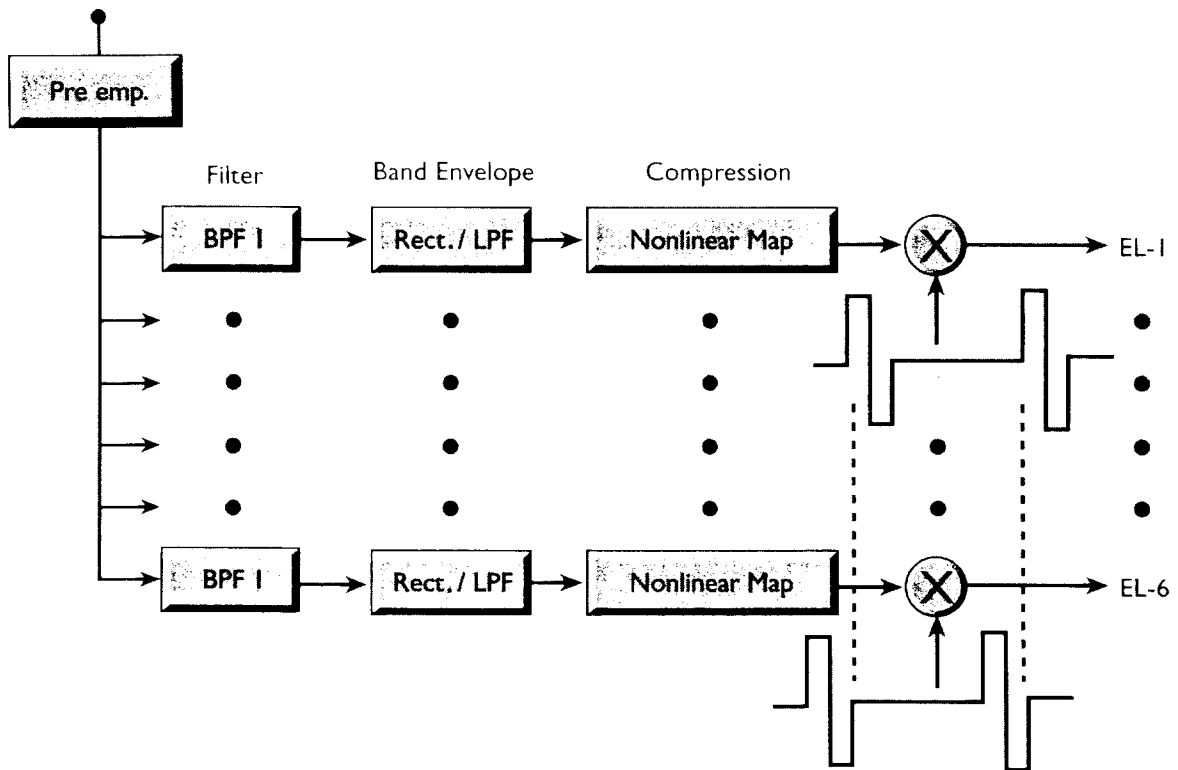 Pre emp.
Filter
Band Envelope
Compression
BPF 1
Rect. / LPF
Nonlinear Map
X
EL-1
BPF 1
Rect. / LPF
Nonlinear Map
X
EL-6